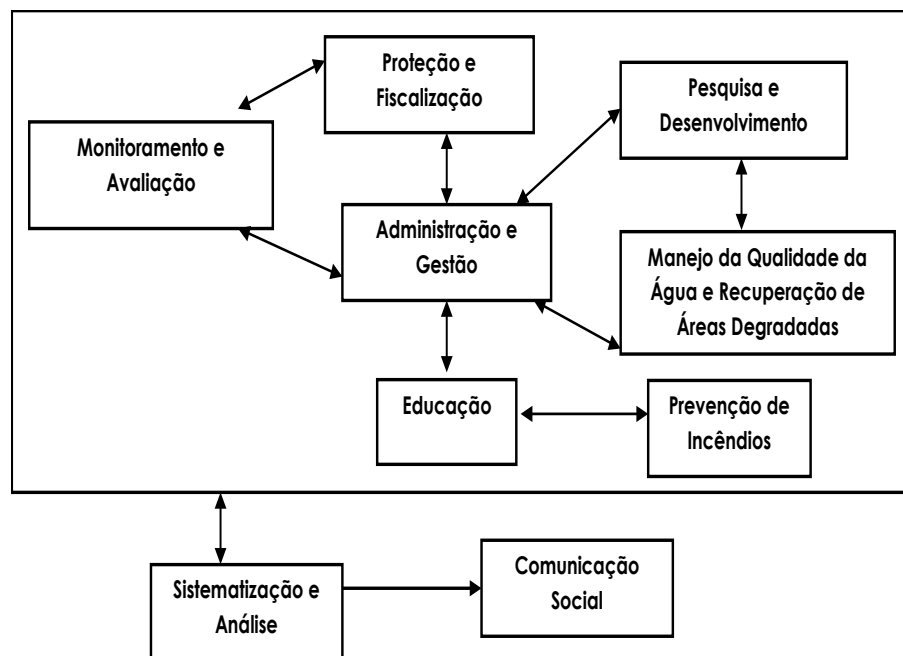 Proteção e
Fiscalização
Pesquisa e
Desenvolvimento
Monitoramento e
Avaliação
Administração e
Gestão
Manejo da Qualidade da
Água e Recuperação de
Áreas Degradadas
Educação
Prevenção de
Incêndios
Sistematização e
Análise
Comunicação
Social